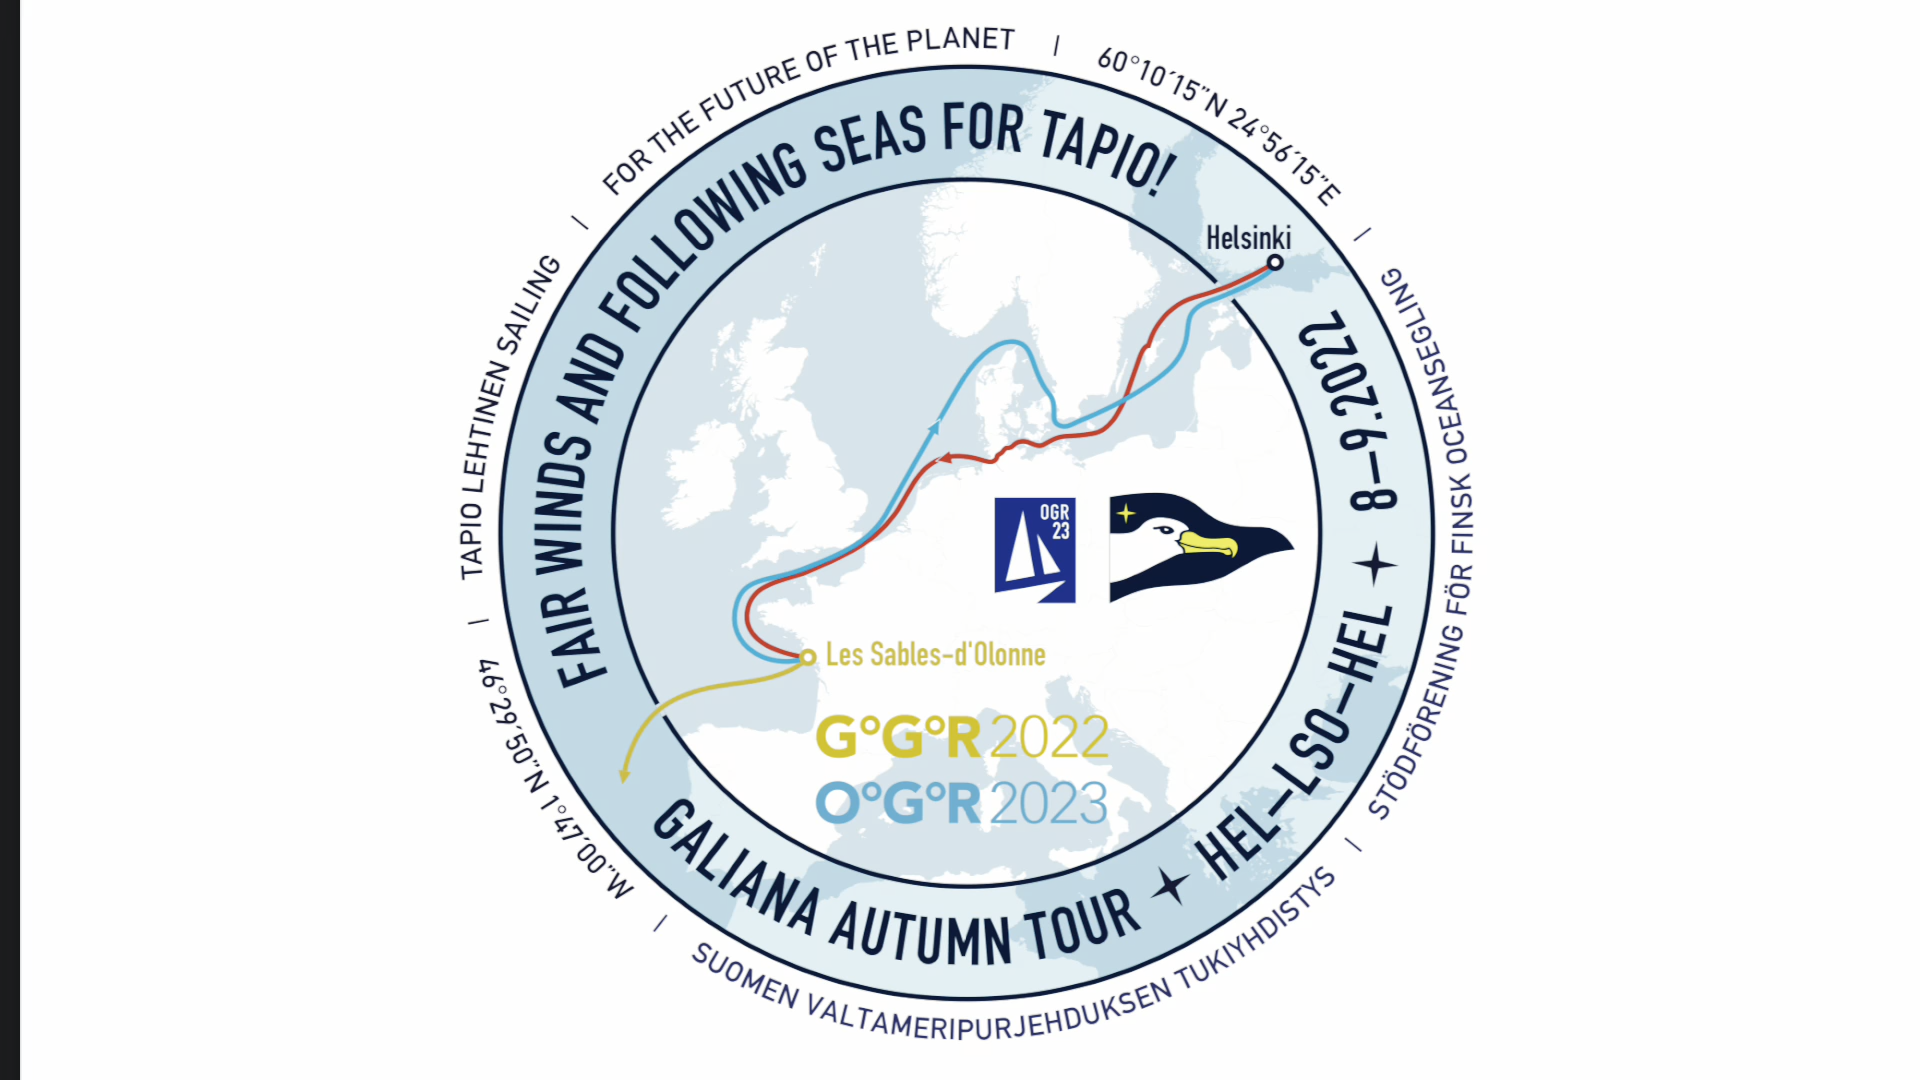 FOR THE FUTURE OF THE PLANET
|
60°10′15″N 24°56′15″E
|
STÖDFÖRENING FÖR FINSK OCEANSEGLING
|
SUOMEN VALTAMERIPURJEHDUKSEN TUKIYHDISTYS
|
46°29′50″N 1°47′00″W
|
TAPIO LEHTINEN SAILING
|
FAIR WINDS AND FOLLOWING SEAS FOR TAPIO!
GALIANA AUTUMN TOUR ✦ HEL–LSO–HEL ✦ 8–9.2022
Helsinki
OGR
23
Les Sables-d'Olonne
G°G°R 2022
O°G°R 2023